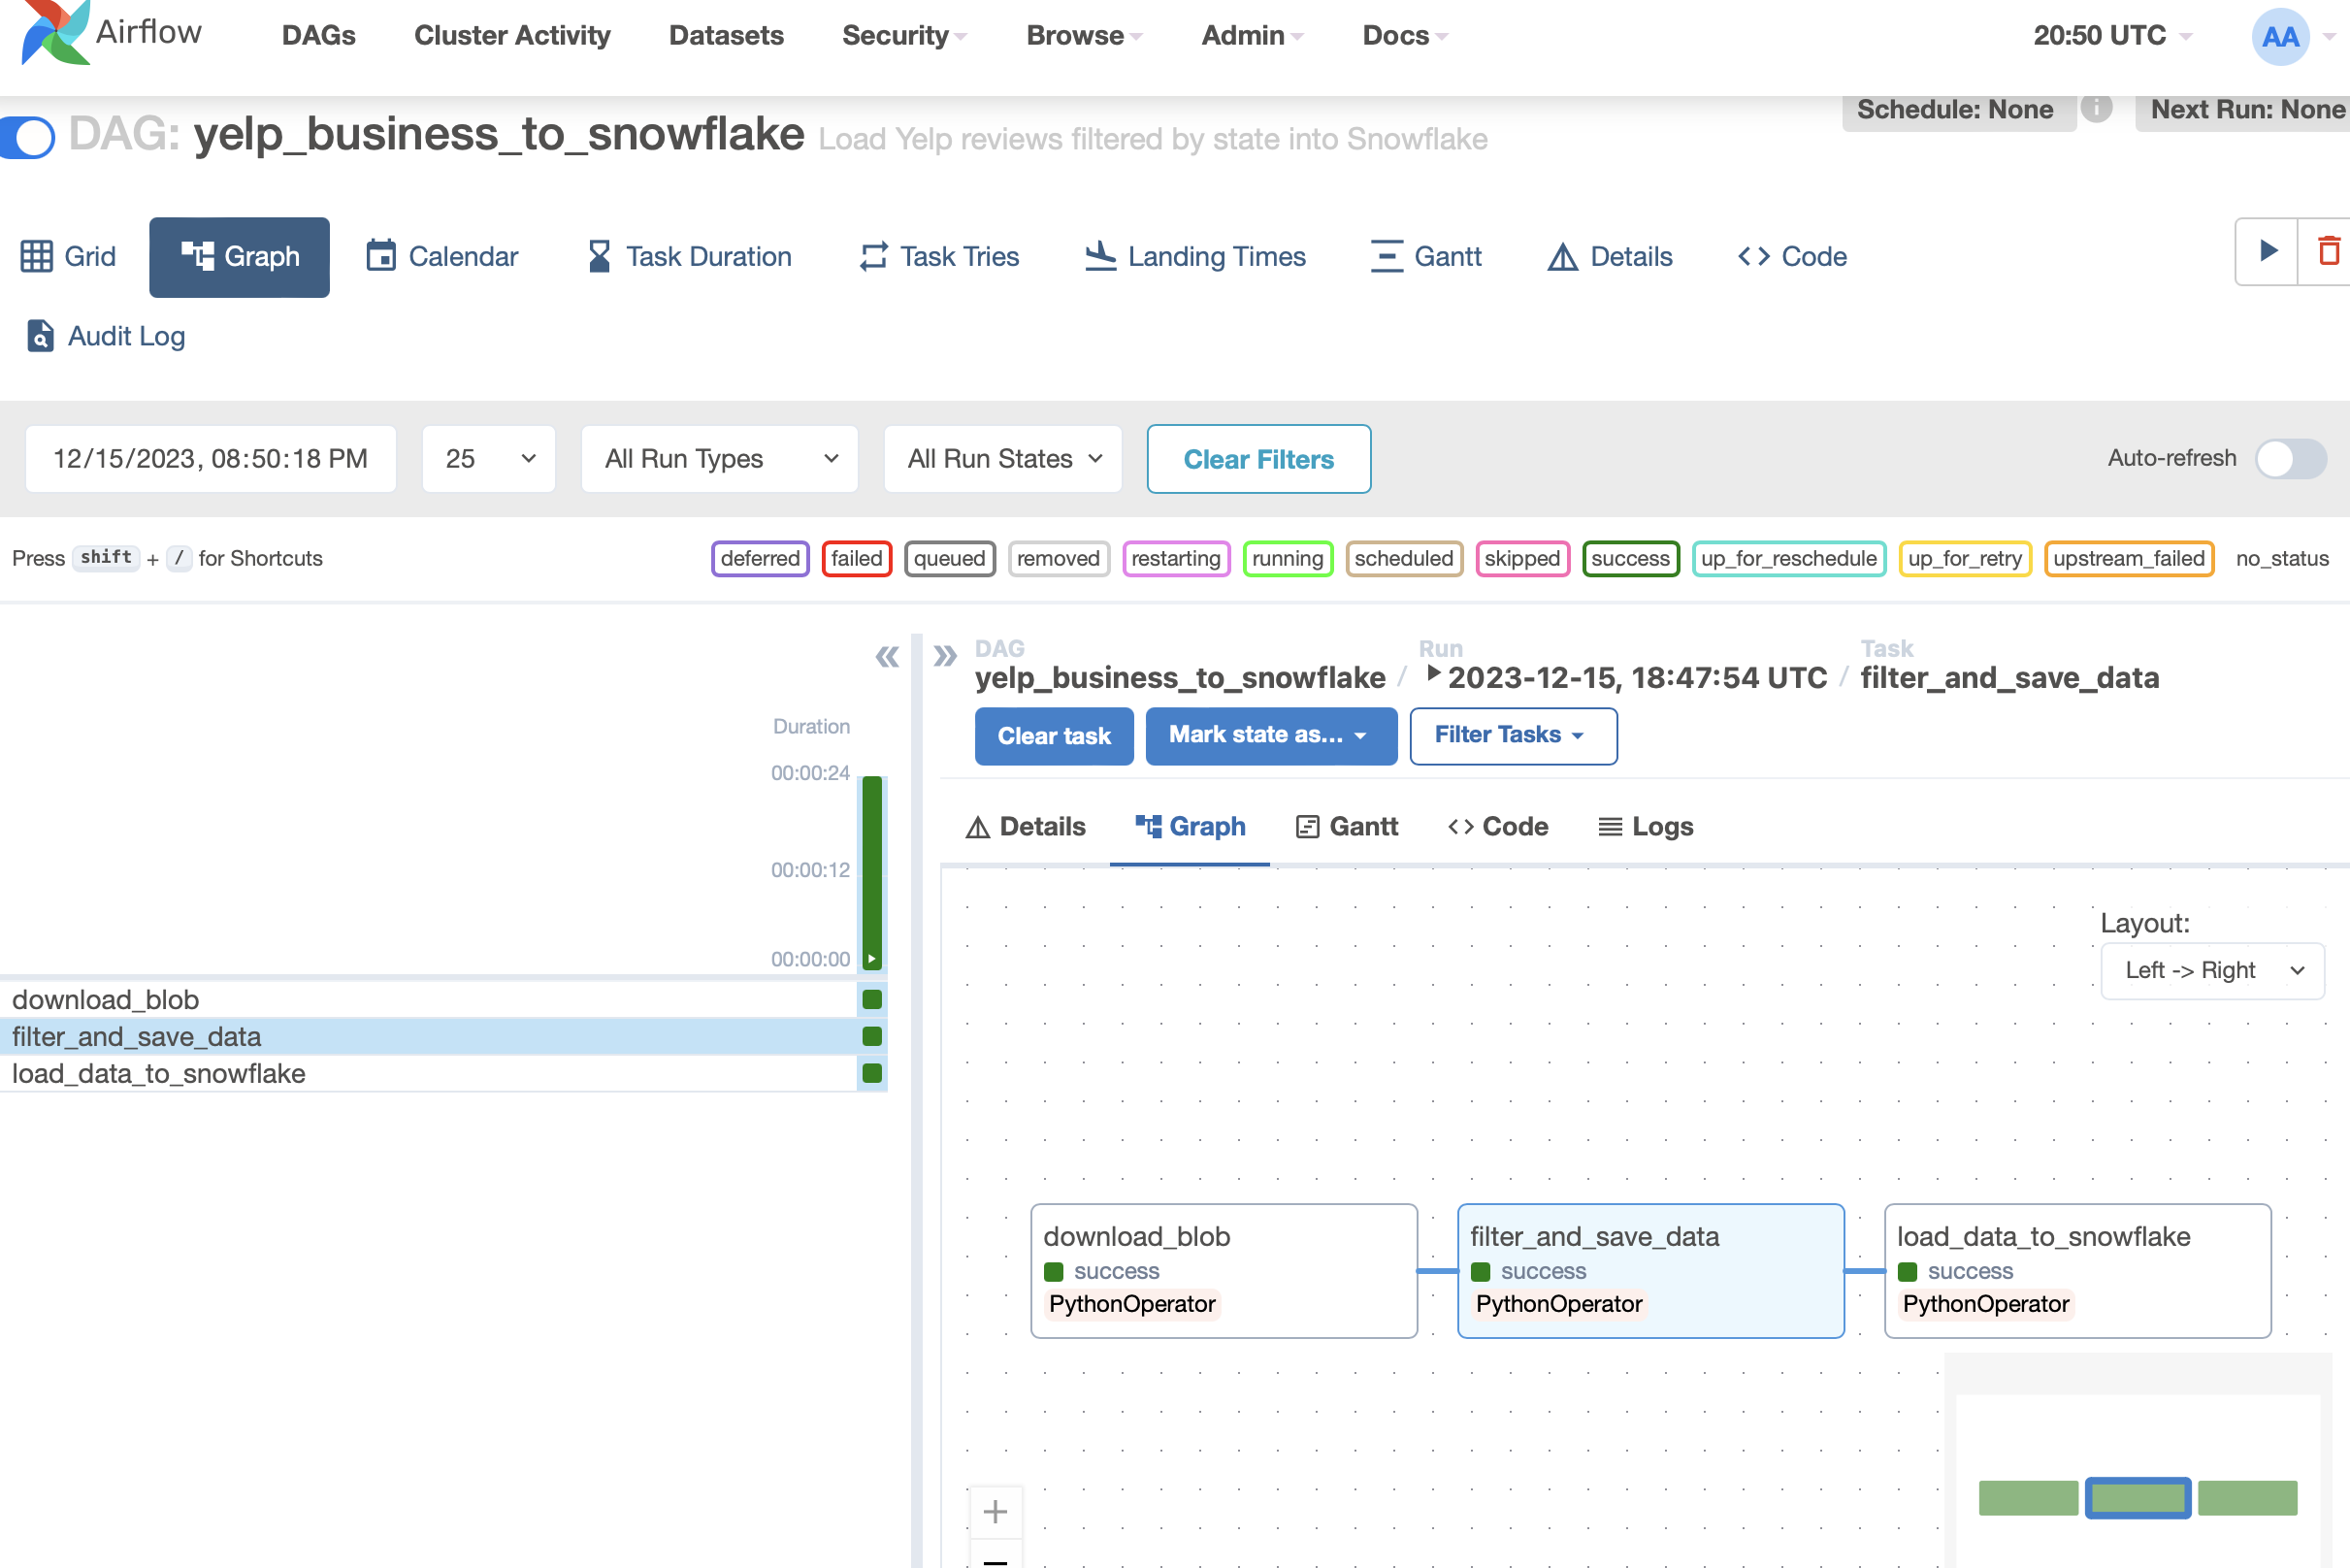 Airflow DAGs Cluster Activity Datasets Security Browse Admin Docs 20:50 UTC AA
Schedule: None Next Run: None
DAG: yelp_business_to_snowflake Load Yelp reviews filtered by state into Snowflake
Grid Graph Calendar Task Duration Task Tries Landing Times Gantt Details Code
Audit Log
12/15/2023, 08:50:18 PM 25 All Run Types All Run States Clear Filters Auto-refresh
Press shift + / for Shortcuts deferred failed queued removed restarting running scheduled skipped success up_for_reschedule up_for_retry upstream_failed no_status
Duration
00:00:24
00:00:12
00:00:00
download_blob
filter_and_save_data
load_data_to_snowflake
DAG Run Task
yelp_business_to_snowflake / 2023-12-15, 18:47:54 UTC / filter_and_save_data
Clear task Mark state as... Filter Tasks
Details Graph Gantt Code Logs
Layout:
Left -> Right
download_blob
success
PythonOperator
filter_and_save_data
success
PythonOperator
load_data_to_snowflake
success
PythonOperator